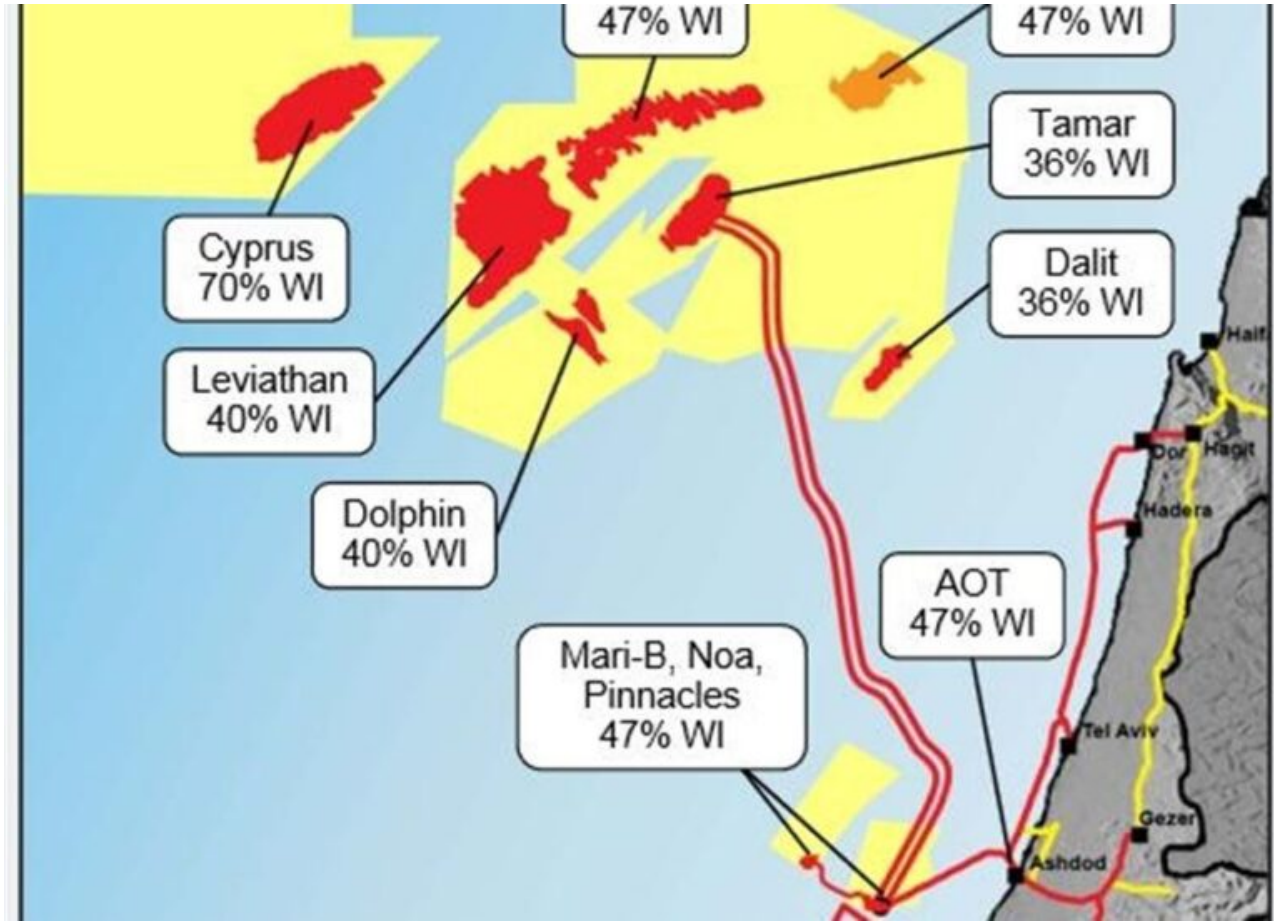 47% WI
47% WI
Tamar
36% WI
Cyprus
70% WI
Dalit
36% WI
Haif
Leviathan
40% WI
Dor
Hagit
Dolphin
40% WI
Hadera
AOT
47% WI
Mari-B, Noa,
Pinnacles
47% WI
Tel Aviv
Gezer
Ashdod